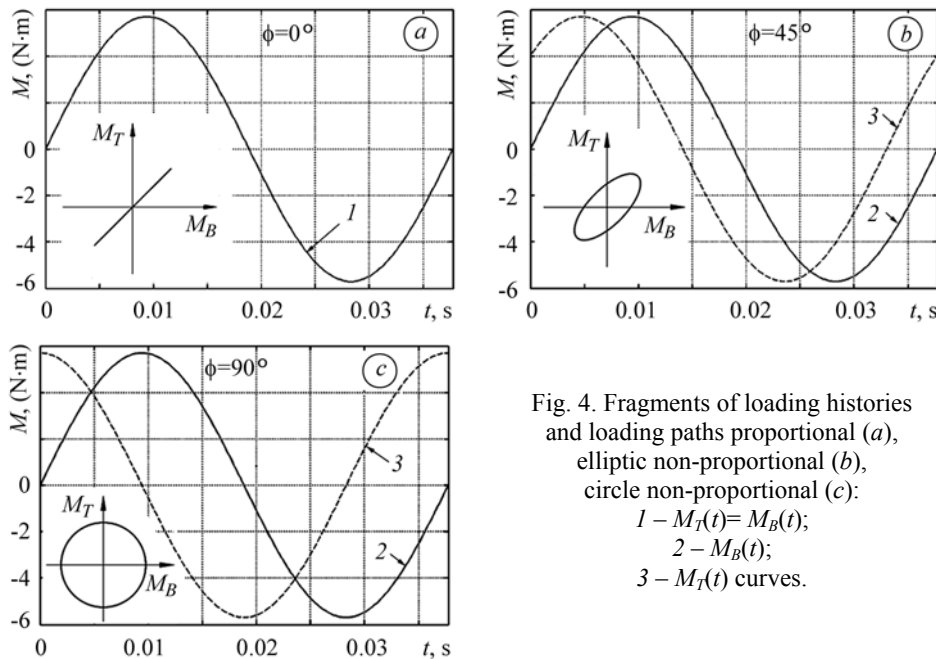 M, (N·m)
ϕ=0°
a
0
-2
-4
-6
M_T
M_B
1
0 0.01 0.02 0.03 t, s
M, (N·m)
ϕ=45°
b
0
-2
-4
-6
M_T
M_B
3
2
0 0.01 0.02 0.03 t, s
M, (N·m)
ϕ=90°
c
0
-2
-4
-6
M_T
M_B
3
2
0 0.01 0.02 0.03 t, s
Fig. 4. Fragments of loading histories
and loading paths proportional (a),
elliptic non-proportional (b),
circle non-proportional (c):
1 – M_T(t)= M_B(t);
2 – M_B(t);
3 – M_T(t) curves.